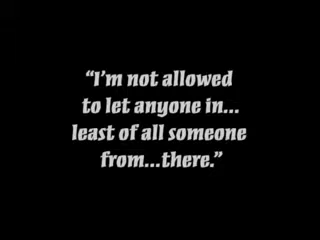 “I’m not allowed
to let anyone in...
least of all someone
from...there.”